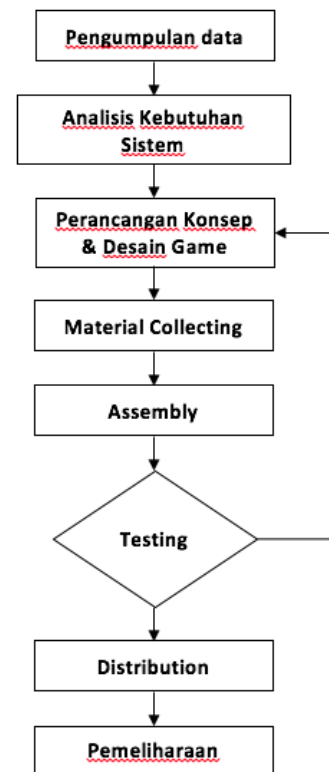 Pengumpulan data
Analisis Kebutuhan
Sistem
Perancangan Konsep
& Desain Game
Material Collecting
Assembly
Testing
Distribution
Pemeliharaan